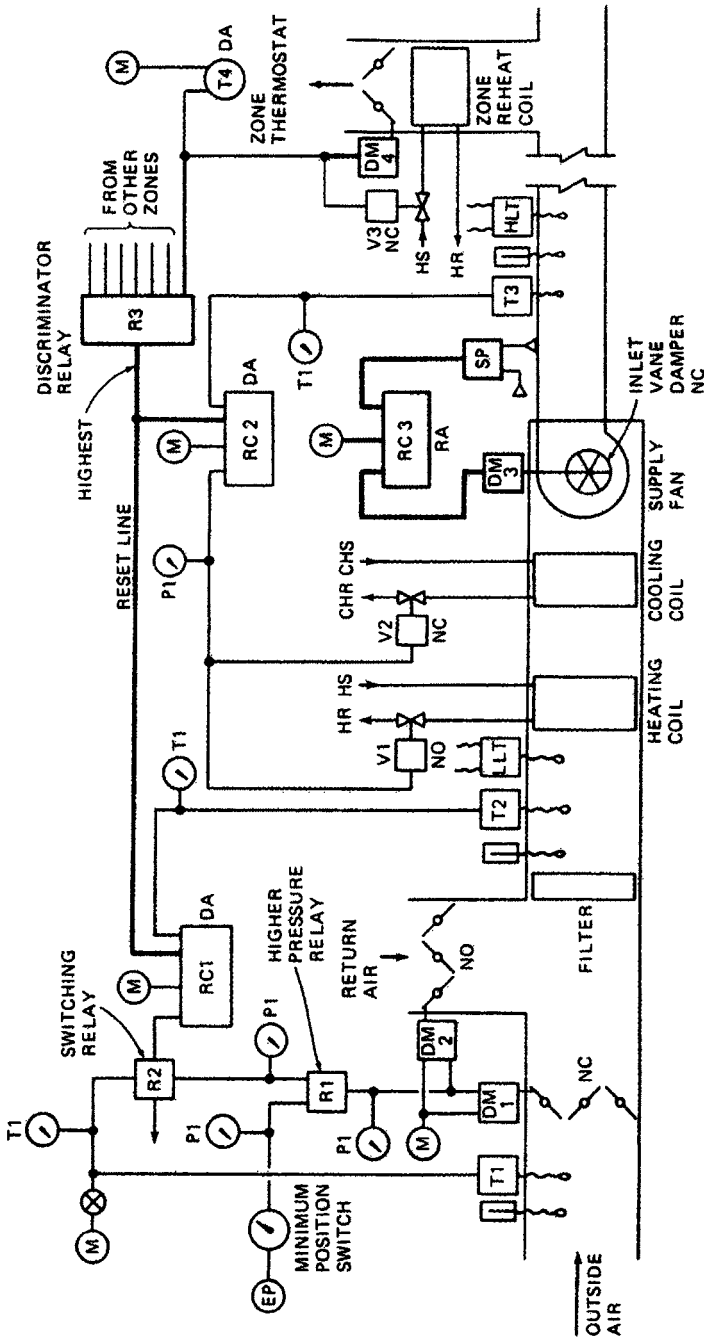 T1
M
SWITCHING
RELAY
R2
M
RC1
DA
T1
RESET LINE
HIGHEST
DISCRIMINATOR
RELAY
R3
FROM
OTHER
ZONES
M
T4
DA
ZONE
THERMOSTAT
P1
M
RC2
DA
T1
EP
MINIMUM
POSITION
SWITCH
P1
P1
R1
HIGHER
PRESSURE
RELAY
P1
M
DM
1
DM
2
RETURN
AIR
NO
NC
V1
NO
HR HS
V2
NC
CHR CHS
M
RC3
RA
SP
DM
3
V3
NC
DM
4
HS
HR
ZONE
REHEAT
COIL
T1
T2
LLT
T3
HLT
OUTSIDE
AIR
FILTER
HEATING
COIL
COOLING
COIL
SUPPLY
FAN
INLET
VANE
DAMPER
NC